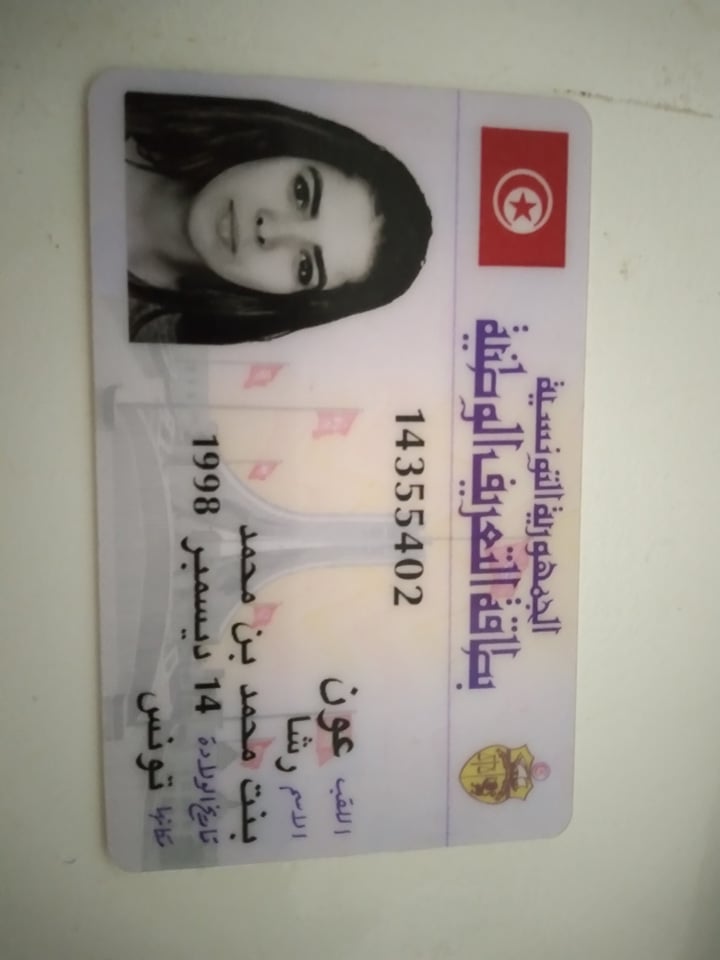 الجمهورية التونسية
بطاقة التعريف الوطنية
14355402
اللقب عون
الاسم رشا
بنت محمد بن محمد
تاريخ الولادة 14 ديسمبر 1998
مكانها تونس